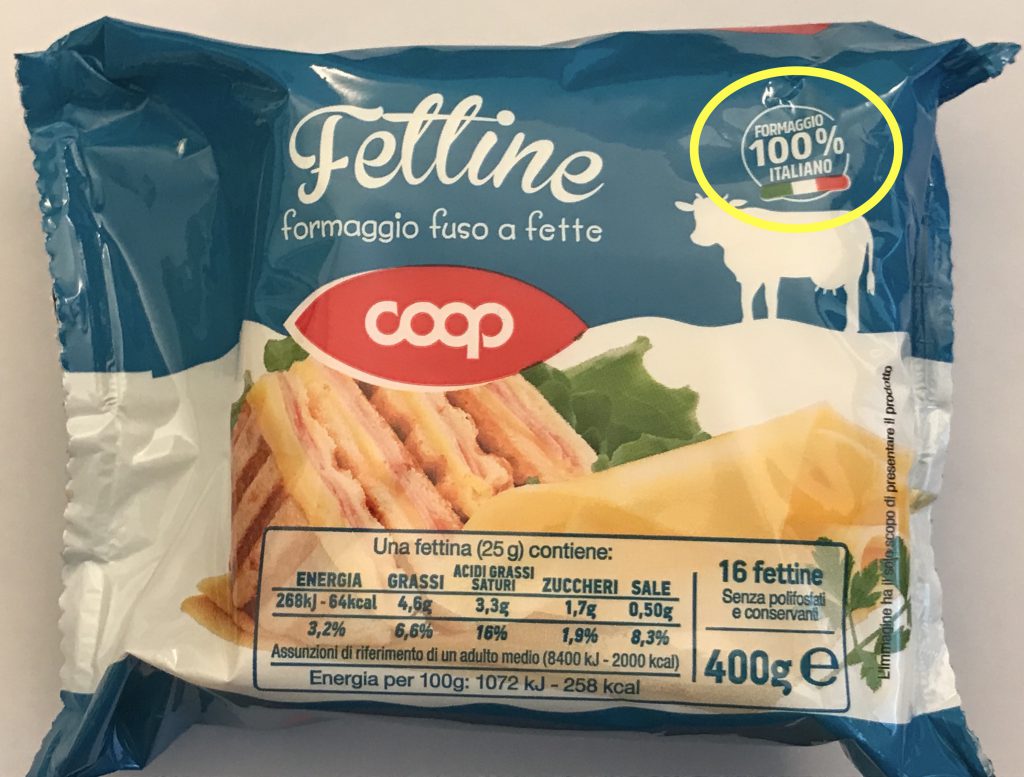 Fettine
formaggio fuso a fette
FORMAGGIO
100%
ITALIANO
coop
Una fettina (25 g) contiene:
ENERGIA GRASSI ACIDI GRASSI SATURI ZUCCHERI SALE
268kJ - 64kcal 4,6g 3,3g 1,7g 0,50g
3,2% 6,6% 16% 1,9% 8,3%
Assunzioni di riferimento di un adulto medio (8400 kJ - 2000 kcal)
Energia per 100g: 1072 kJ - 258 kcal
16 fettine
Senza polifosfati
e conservanti
400g e
L'immagine ha il solo scopo di presentare il prodotto